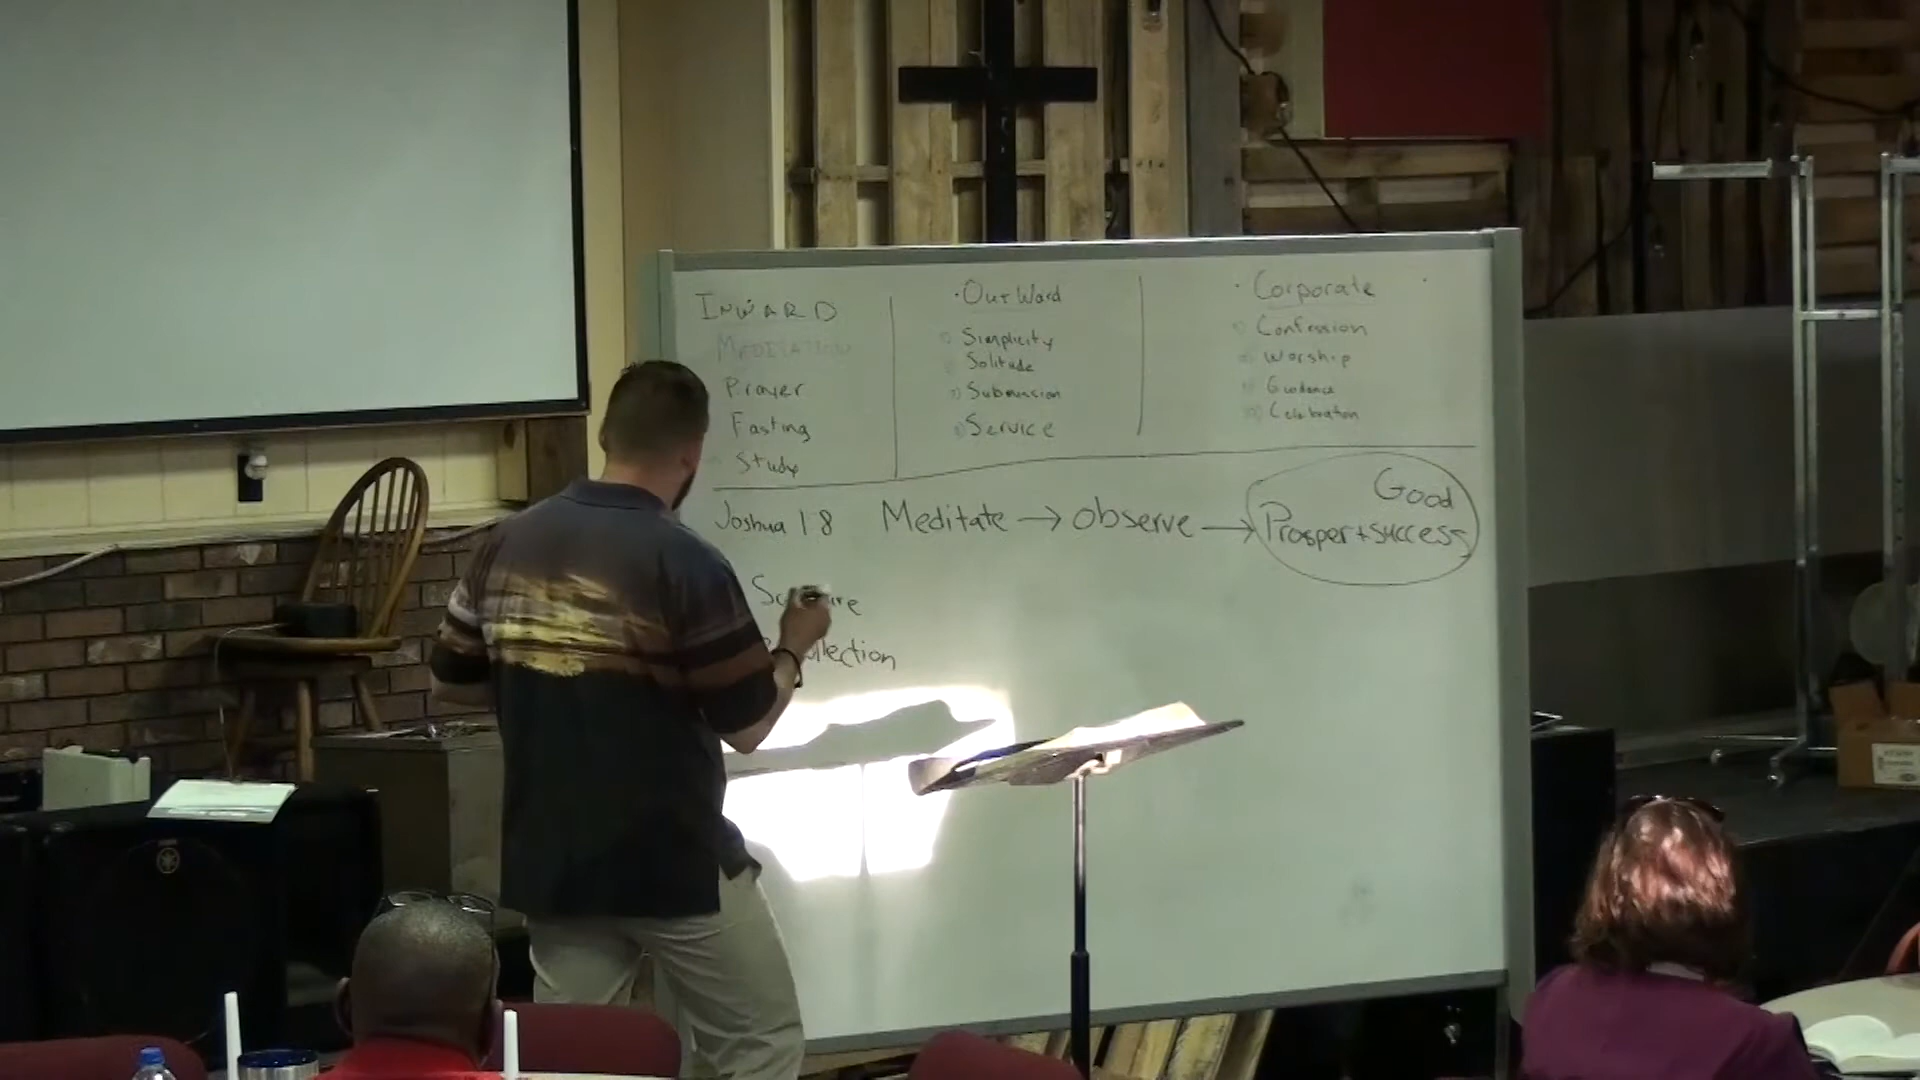 INWARD
MEDITATION
Prayer
Fasting
Study
· OutWard
Simplicity
Solitude
Submission
Service
· Corporate
Confession
Worship
Guidance
Celebration
Joshua 1:8 Meditate → observe → Good Prosper + success